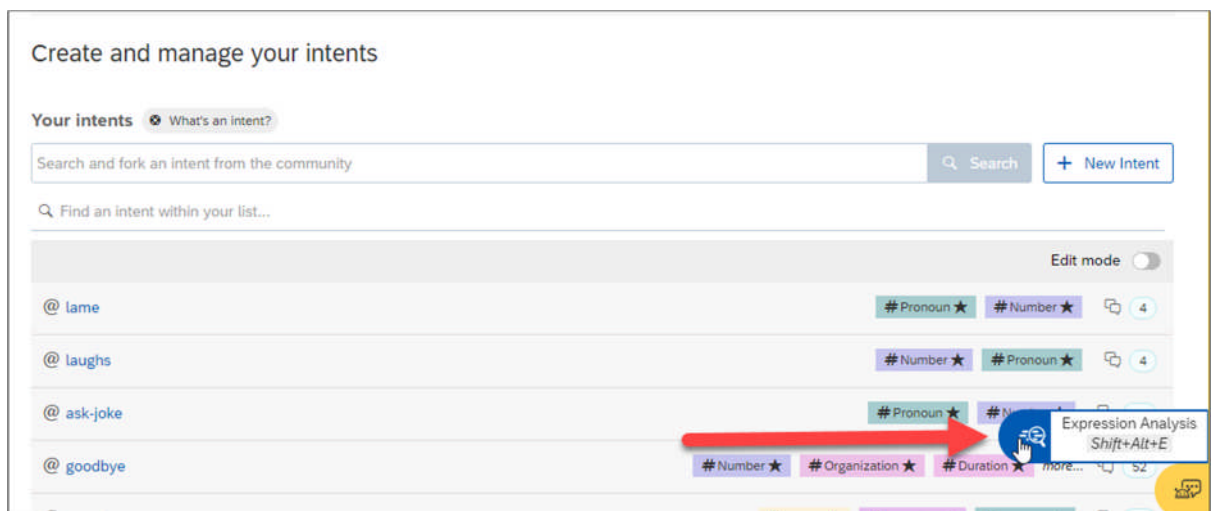 Create and manage your intents
Your intents What's an intent?
Search and fork an intent from the community Search + New Intent
Find an intent within your list...
Edit mode
@ lame #Pronoun ★ #Number ★ 4
@ laughs #Number ★ #Pronoun ★ 4
@ ask-joke #Pronoun ★ #
Expression Analysis
Shift+Alt+E
@ goodbye #Number ★ #Organization ★ #Duration ★ more... 52